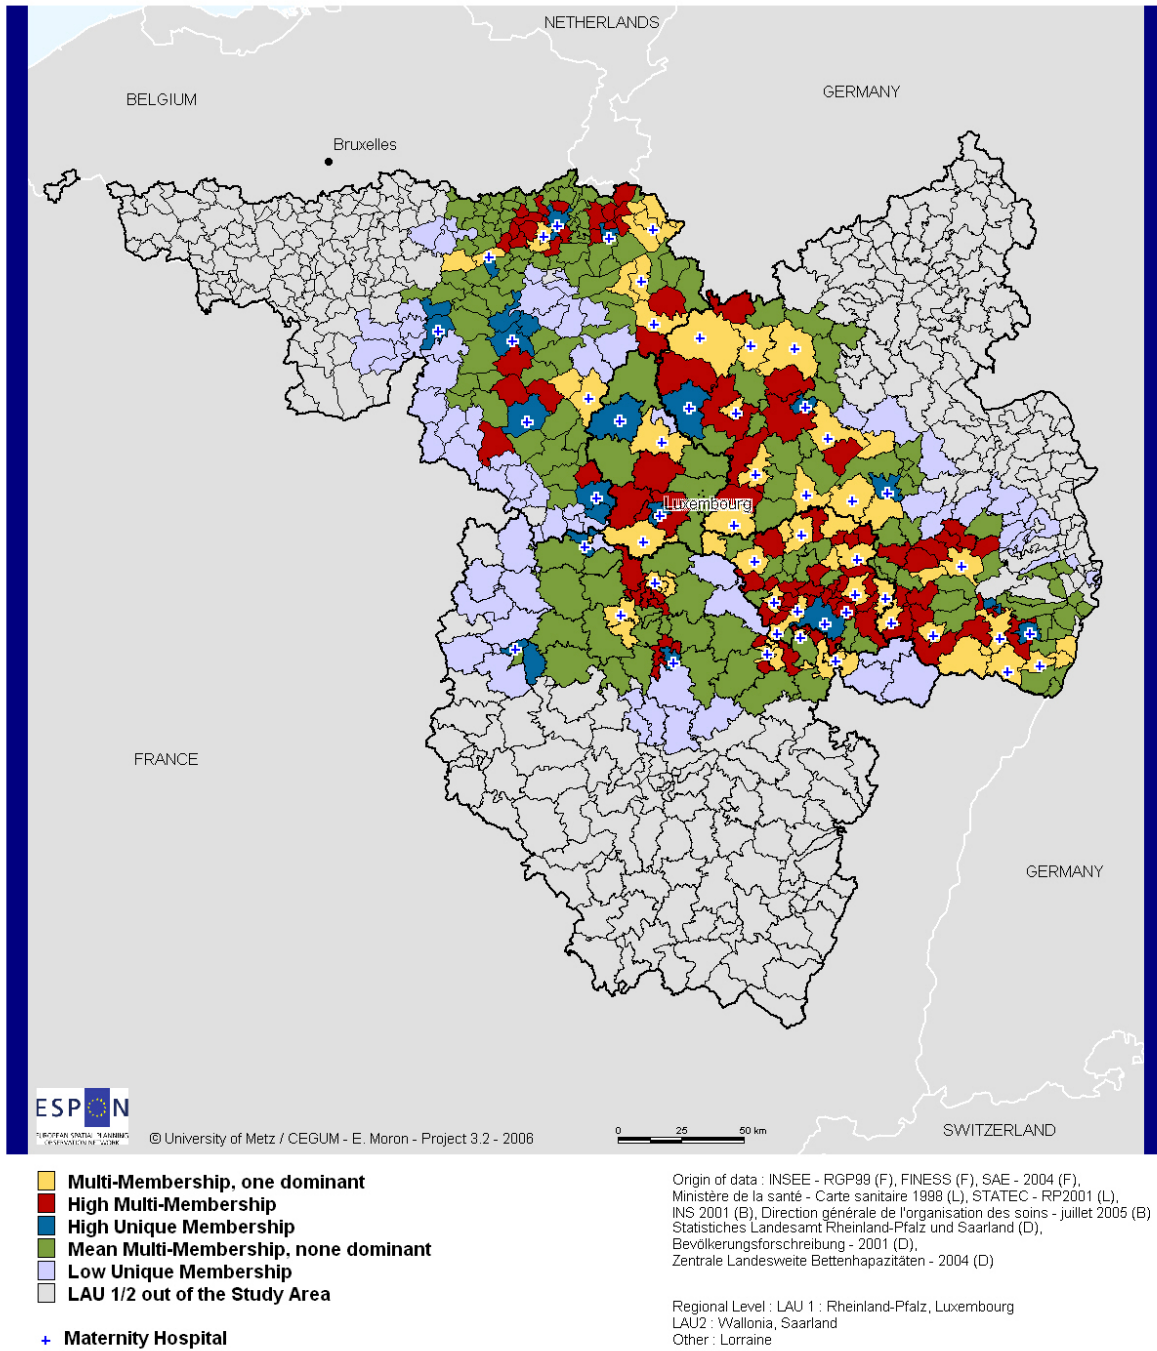 NETHERLANDS
BELGIUM
GERMANY
Bruxelles
Luxembourg
FRANCE
GERMANY
SWITZERLAND
ESPON
EUROPEAN SPATIAL PLANNING
OBSERVATION NETWORK
© University of Metz / CEGUM - E. Moron - Project 3.2 - 2006
0 25 50 km
Multi-Membership, one dominant
High Multi-Membership
High Unique Membership
Mean Multi-Membership, none dominant
Low Unique Membership
LAU 1/2 out of the Study Area
+ Maternity Hospital
Origin of data : INSEE - RGP99 (F), FINESS (F), SAE - 2004 (F),
Ministère de la santé - Carte sanitaire 1998 (L), STATEC - RP2001 (L),
INS 2001 (B), Direction générale de l'organisation des soins - juillet 2005 (B)
Statistiches Landesamt Rheinland-Pfalz und Saarland (D),
Bevölkerungsforschreibung - 2001 (D),
Zentrale Landesweite Bettenhapazitäten - 2004 (D)
Regional Level : LAU 1 : Rheinland-Pfalz, Luxembourg
LAU2 : Wallonia, Saarland
Other : Lorraine